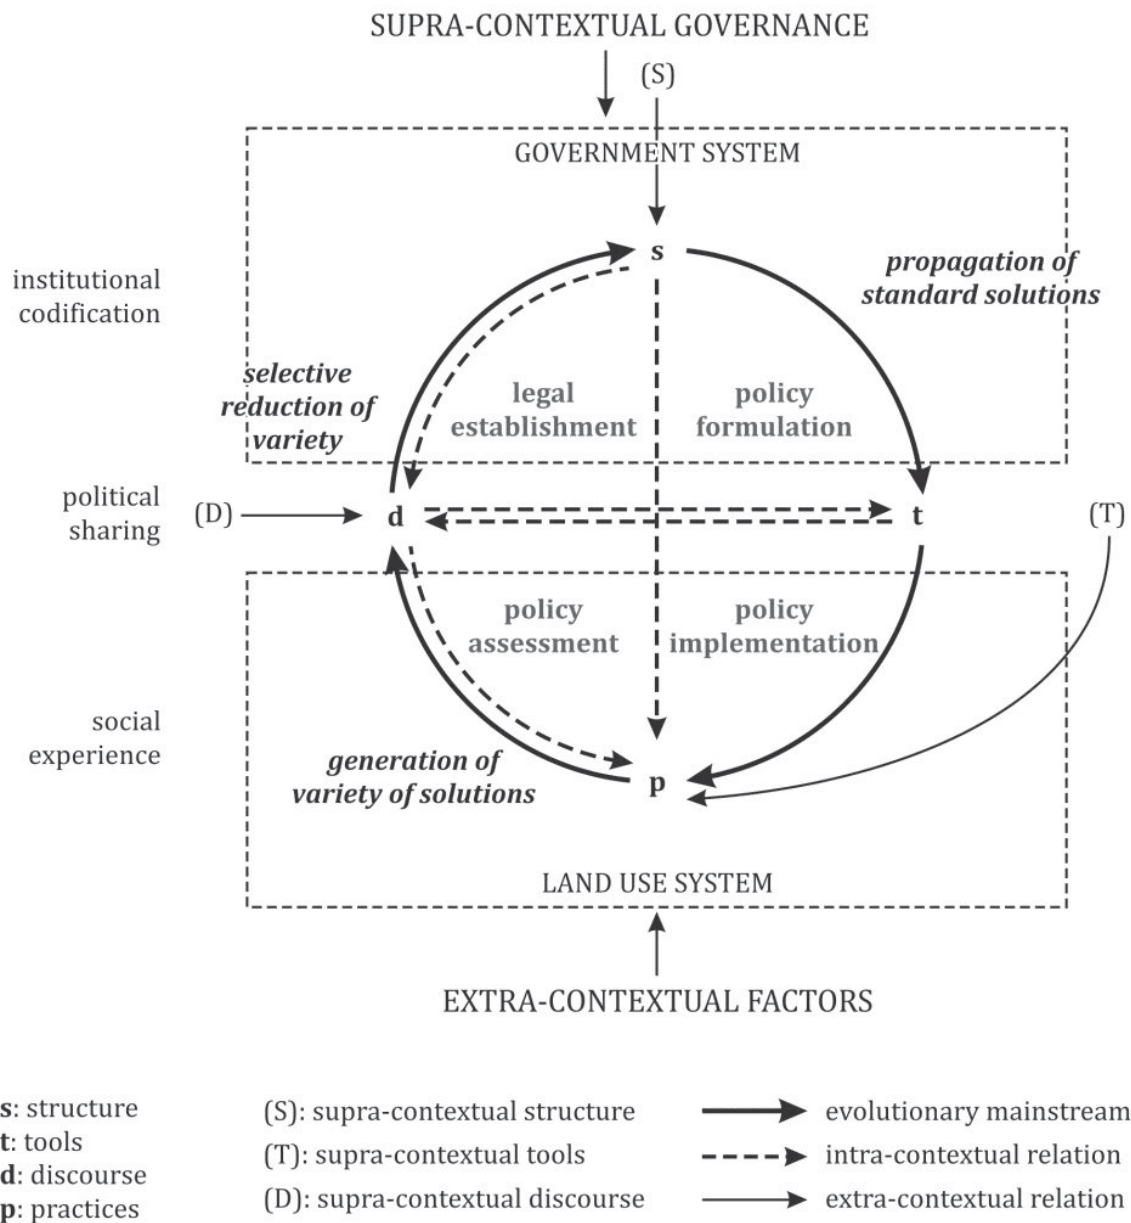 SUPRA-CONTEXTUAL GOVERNANCE
(S)
GOVERNMENT SYSTEM
s
institutional
codification
propagation of
standard solutions
selective
reduction of
variety
legal
establishment
policy
formulation
political
sharing
(D)
d
t
(T)
policy
assessment
policy
implementation
social
experience
generation of
variety of solutions
p
LAND USE SYSTEM
EXTRA-CONTEXTUAL FACTORS
s: structure
t: tools
d: discourse
p: practices
(S): supra-contextual structure
(T): supra-contextual tools
(D): supra-contextual discourse
evolutionary mainstream
intra-contextual relation
extra-contextual relation